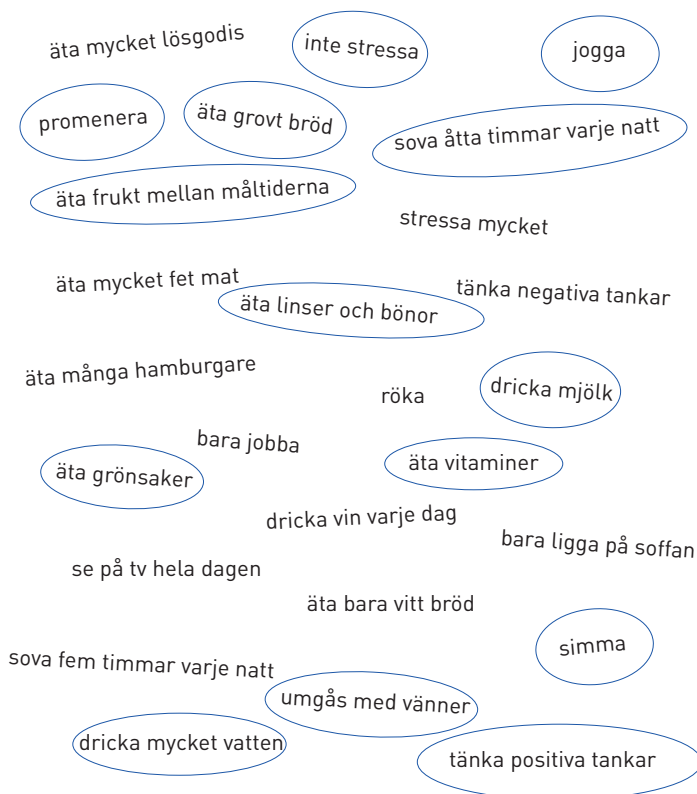 äta mycket lösgodis
inte stressa
jogga
promenera
äta grovt bröd
sova åtta timmar varje natt
äta frukt mellan måltiderna
stressa mycket
äta mycket fet mat
äta linser och bönor
tänka negativa tankar
äta många hamburgare
röka
dricka mjölk
bara jobba
äta grönsaker
äta vitaminer
dricka vin varje dag
bara ligga på soffan
se på tv hela dagen
äta bara vitt bröd
simma
sova fem timmar varje natt
umgås med vänner
dricka mycket vatten
tänka positiva tankar